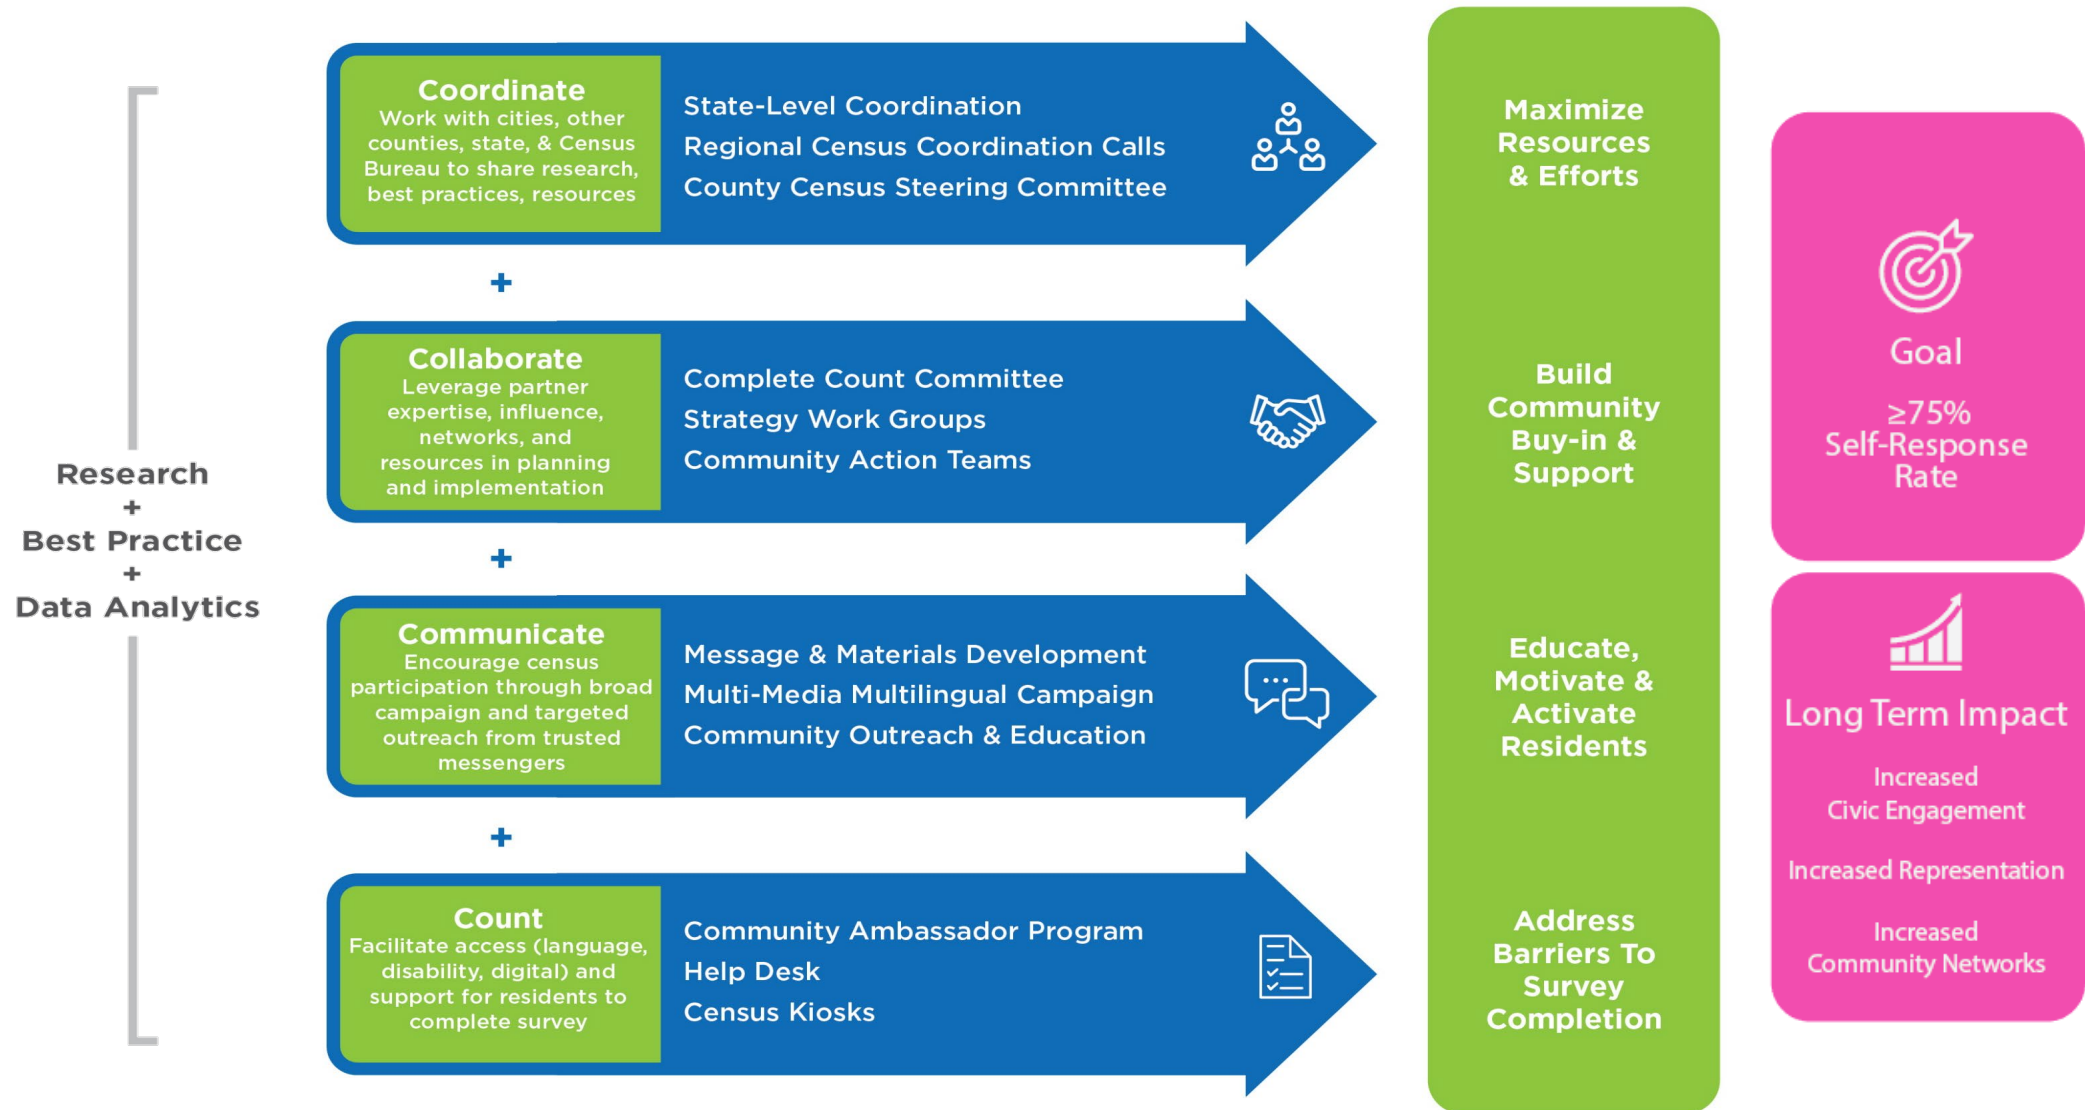 Research
+
Best Practice
+
Data Analytics
Coordinate
Work with cities, other
counties, state, & Census
Bureau to share research,
best practices, resources
State-Level Coordination
Regional Census Coordination Calls
County Census Steering Committee
+
Collaborate
Leverage partner
expertise, influence,
networks, and
resources in planning
and implementation
Complete Count Committee
Strategy Work Groups
Community Action Teams
+
Communicate
Encourage census
participation through broad
campaign and targeted
outreach from trusted
messengers
Message & Materials Development
Multi-Media Multilingual Campaign
Community Outreach & Education
+
Count
Facilitate access (language,
disability, digital) and
support for residents to
complete survey
Community Ambassador Program
Help Desk
Census Kiosks
Maximize
Resources
& Efforts
Build
Community
Buy-in &
Support
Educate,
Motivate &
Activate
Residents
Address
Barriers To
Survey
Completion
Goal
≥75%
Self-Response
Rate
Long Term Impact
Increased
Civic Engagement
Increased Representation
Increased
Community Networks